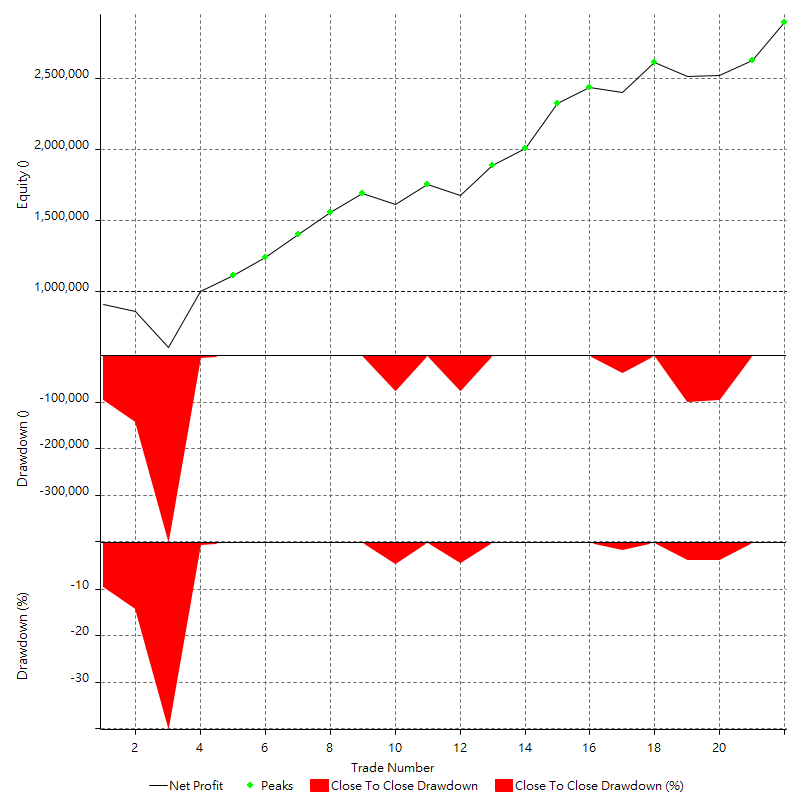 Equity ()
2,500,000
2,000,000
1,500,000
1,000,000
Drawdown ()
-100,000
-200,000
-300,000
Drawdown (%)
-10
-20
-30
2 4 6 8 10 12 14 16 18 20
Trade Number
Net Profit Peaks Close To Close Drawdown Close To Close Drawdown (%)